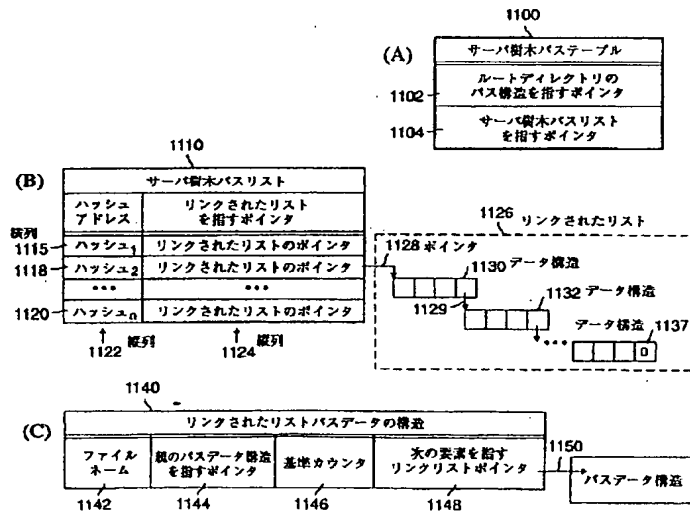 1100
(A)
サーバ樹木パステーブル
ルートディレクトリの
パス構造を指すポインタ
1102
サーバ樹木パスリスト
を指すポインタ
1104
1110
(B)
サーバ樹木パスリスト
ハッシュ
アドレス
リンクされたリスト
を指すポインタ
横列
1115
ハッシュ1
リンクされたリストのポインタ
1118
ハッシュ2
リンクされたリストのポインタ
•••
•••
1120
ハッシュn
リンクされたリストのポインタ
1122
縦列
1124
縦列
1126
リンクされたリスト
1128
ポインタ
1130
データ構造
1129
1132
データ構造
•••
データ構造
1137
0
1140
(C)
リンクされたリストパスデータの構造
ファイル
ネーム
親のパスデータ構造
を指すポインタ
基準カウンタ
次の要素を指す
リンクリストポインタ
1150
パスデータ構造
1142
1144
1146
1148